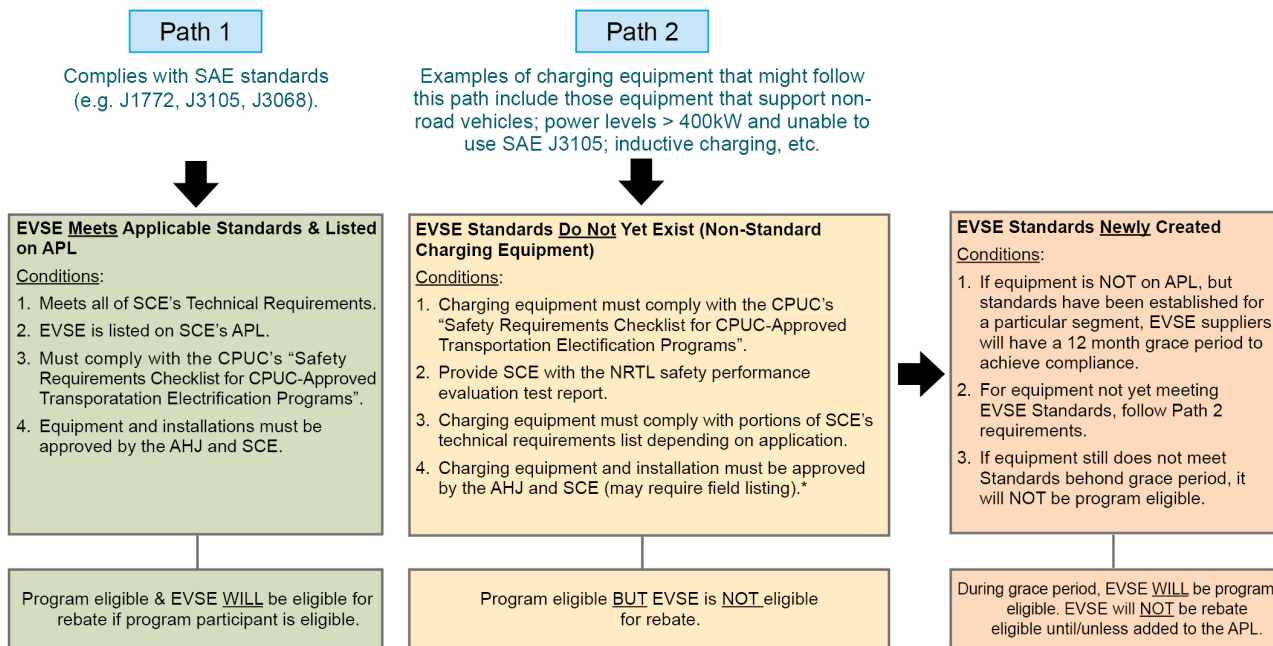 Path 1
Complies with SAE standards
(e.g. J1772, J3105, J3068).
EVSE Meets Applicable Standards & Listed
on APL
Conditions:
1. Meets all of SCE’s Technical Requirements.
2. EVSE is listed on SCE’s APL.
3. Must comply with the CPUC’s “Safety
Requirements Checklist for CPUC-Approved
Transporatation Electrification Programs”.
4. Equipment and installations must be
approved by the AHJ and SCE.
Program eligible & EVSE WILL be eligible for
rebate if program participant is eligible.
Path 2
Examples of charging equipment that might follow
this path include those equipment that support non-
road vehicles; power levels > 400kW and unable to
use SAE J3105; inductive charging, etc.
EVSE Standards Do Not Yet Exist (Non-Standard
Charging Equipment)
Conditions:
1. Charging equipment must comply with the CPUC’s
“Safety Requirements Checklist for CPUC-Approved
Transportation Electification Programs”.
2. Provide SCE with the NRTL safety performance
evaluation test report.
3. Charging equipment must comply with portions of SCE’s
technical requirements list depending on application.
4. Charging equipment and installation must be approved
by the AHJ and SCE (may require field listing).*
Program eligible BUT EVSE is NOT eligible
for rebate.
EVSE Standards Newly Created
Conditions:
1. If equipment is NOT on APL, but
standards have been established for
a particular segment, EVSE suppliers
will have a 12 month grace period to
achieve compliance.
2. For equipment not yet meeting
EVSE Standards, follow Path 2
requirements.
3. If equipment still does not meet
Standards behond grace period, it
will NOT be program eligible.
During grace period, EVSE WILL be program
eligible. EVSE will NOT be rebate
eligible until/unless added to the APL.